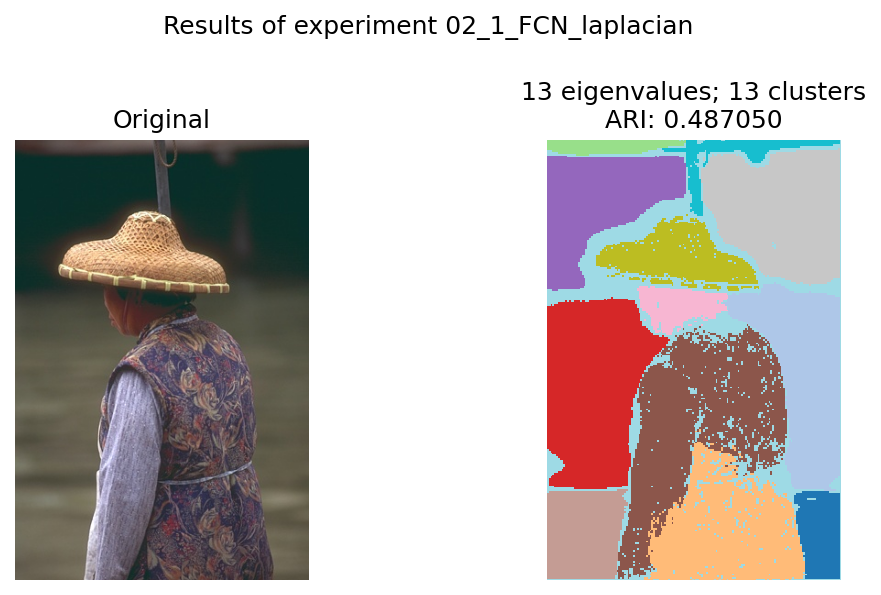 Results of experiment 02_1_FCN_laplacian
Original
13 eigenvalues; 13 clusters
ARI: 0.487050